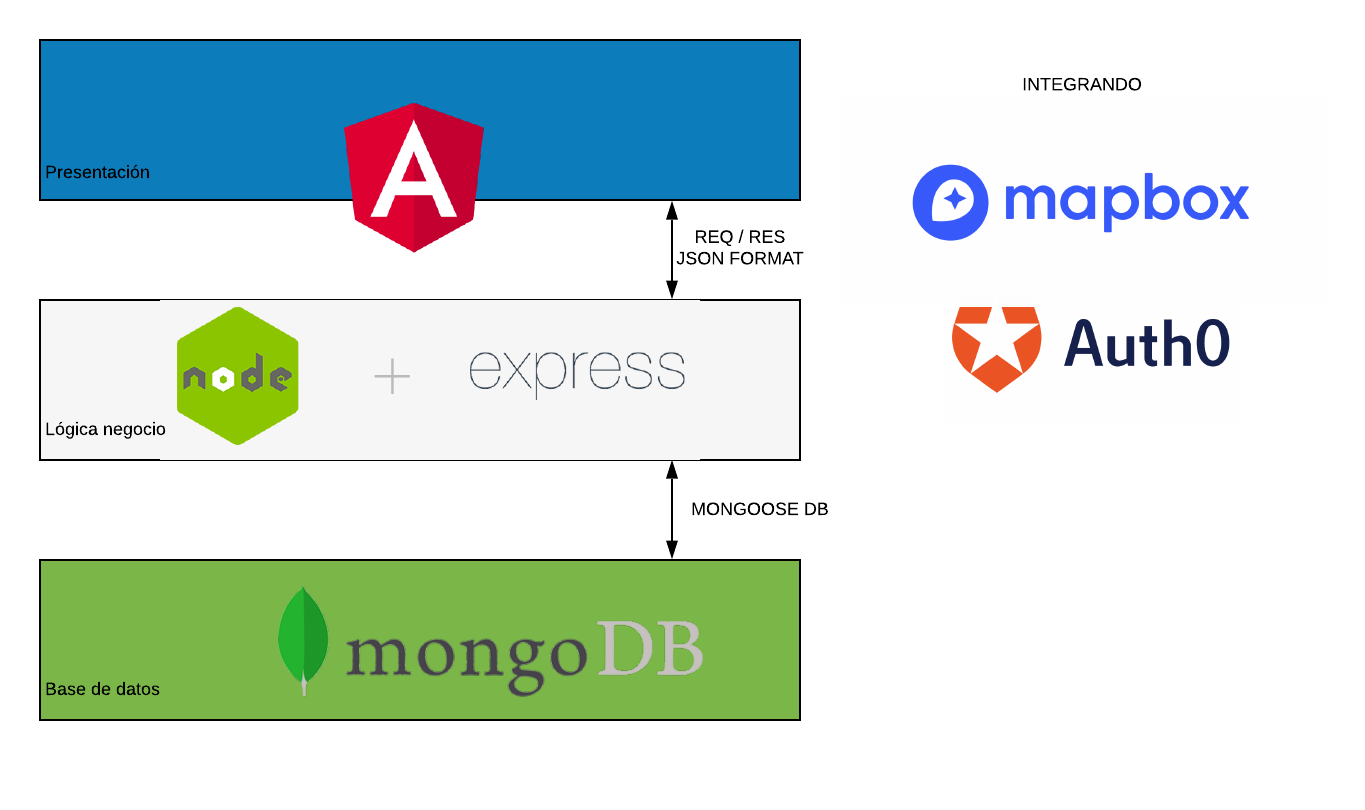 Presentación
A
REQ / RES
JSON FORMAT
node
+
express
Lógica negocio
MONGOOSE DB
mongoDB
Base de datos
INTEGRANDO
mapbox
Auth0